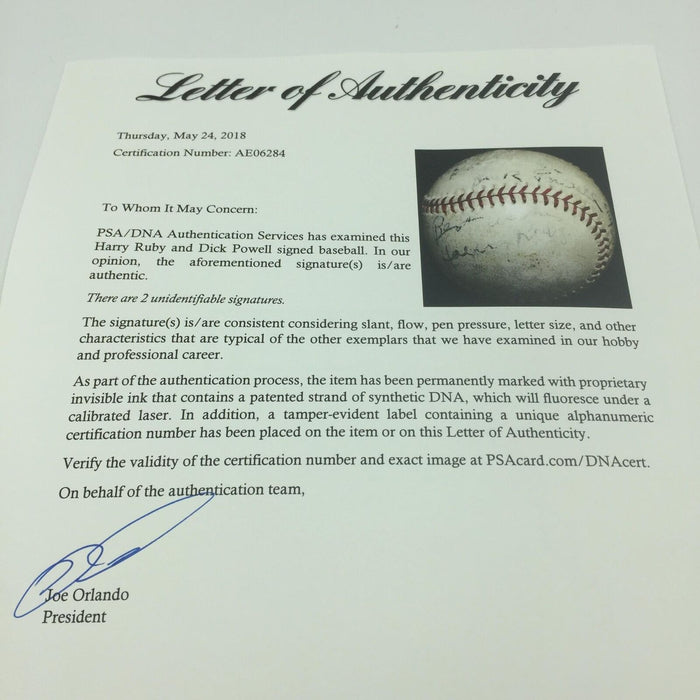 Letter of Authenticity
Thursday, May 24, 2018
Certification Number: AE06284
To Whom It May Concern:
PSA/DNA Authentication Services has examined this
Harry Ruby and Dick Powell signed baseball. In our
opinion, the aforementioned signature(s) is/are
authentic.
There are 2 unidentifiable signatures.
The signature(s) is/are consistent considering slant, flow, pen pressure, letter size, and other
characteristics that are typical of the other exemplars that we have examined in our hobby
and professional career.
As part of the authentication process, the item has been permanently marked with proprietary
invisible ink that contains a patented strand of synthetic DNA, which will fluoresce under a
calibrated laser. In addition, a tamper-evident label containing a unique alphanumeric
certification number has been placed on the item or on this Letter of Authenticity.
Verify the validity of the certification number and exact image at PSAcard.com/DNAcert.
On behalf of the authentication team,
Joe Orlando
President